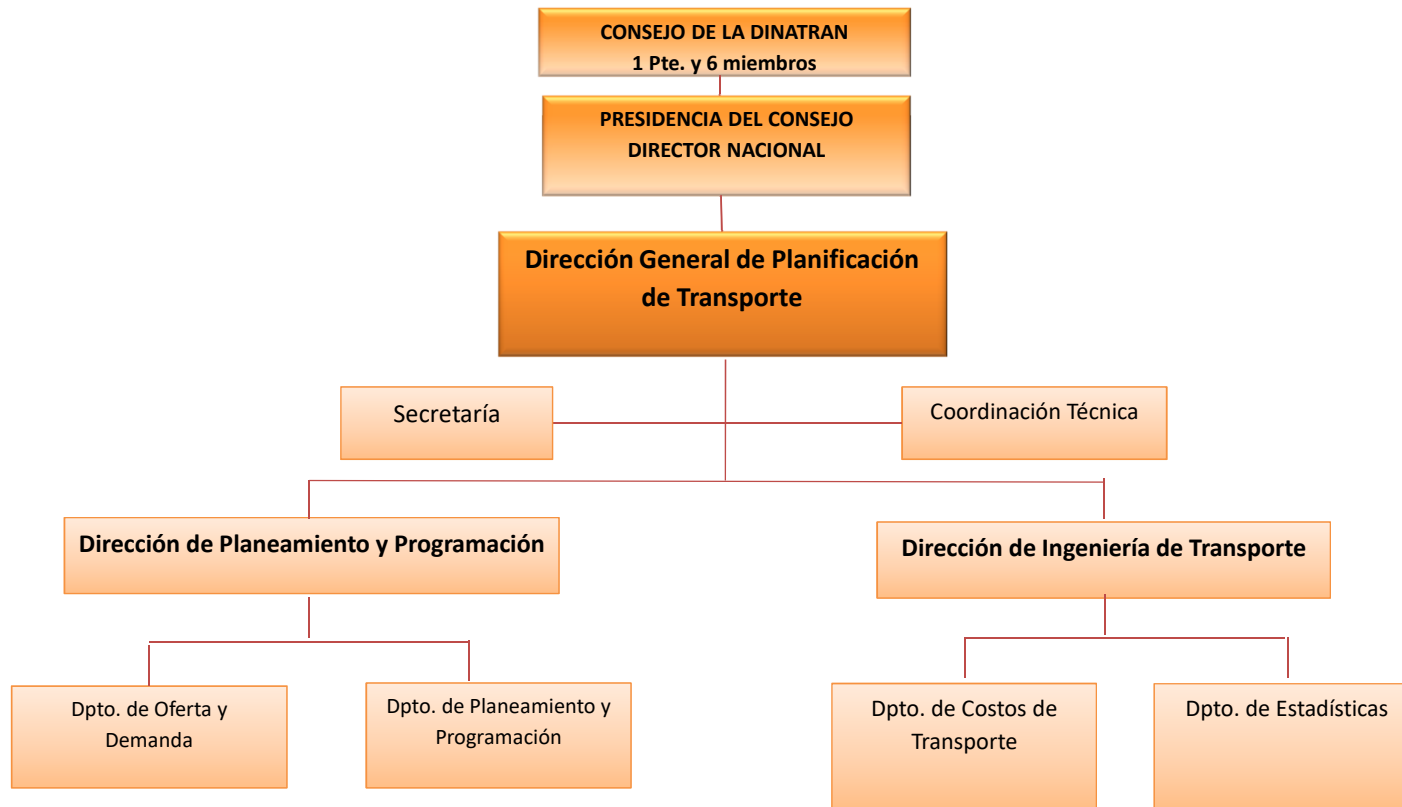 CONSEJO DE LA DINATRAN
1 Pte. y 6 miembros
PRESIDENCIA DEL CONSEJO
DIRECTOR NACIONAL
Dirección General de Planificación
de Transporte
Secretaría
Coordinación Técnica
Dirección de Planeamiento y Programación
Dirección de Ingeniería de Transporte
Dpto. de Oferta y
Demanda
Dpto. de Planeamiento y
Programación
Dpto. de Costos de
Transporte
Dpto. de Estadísticas